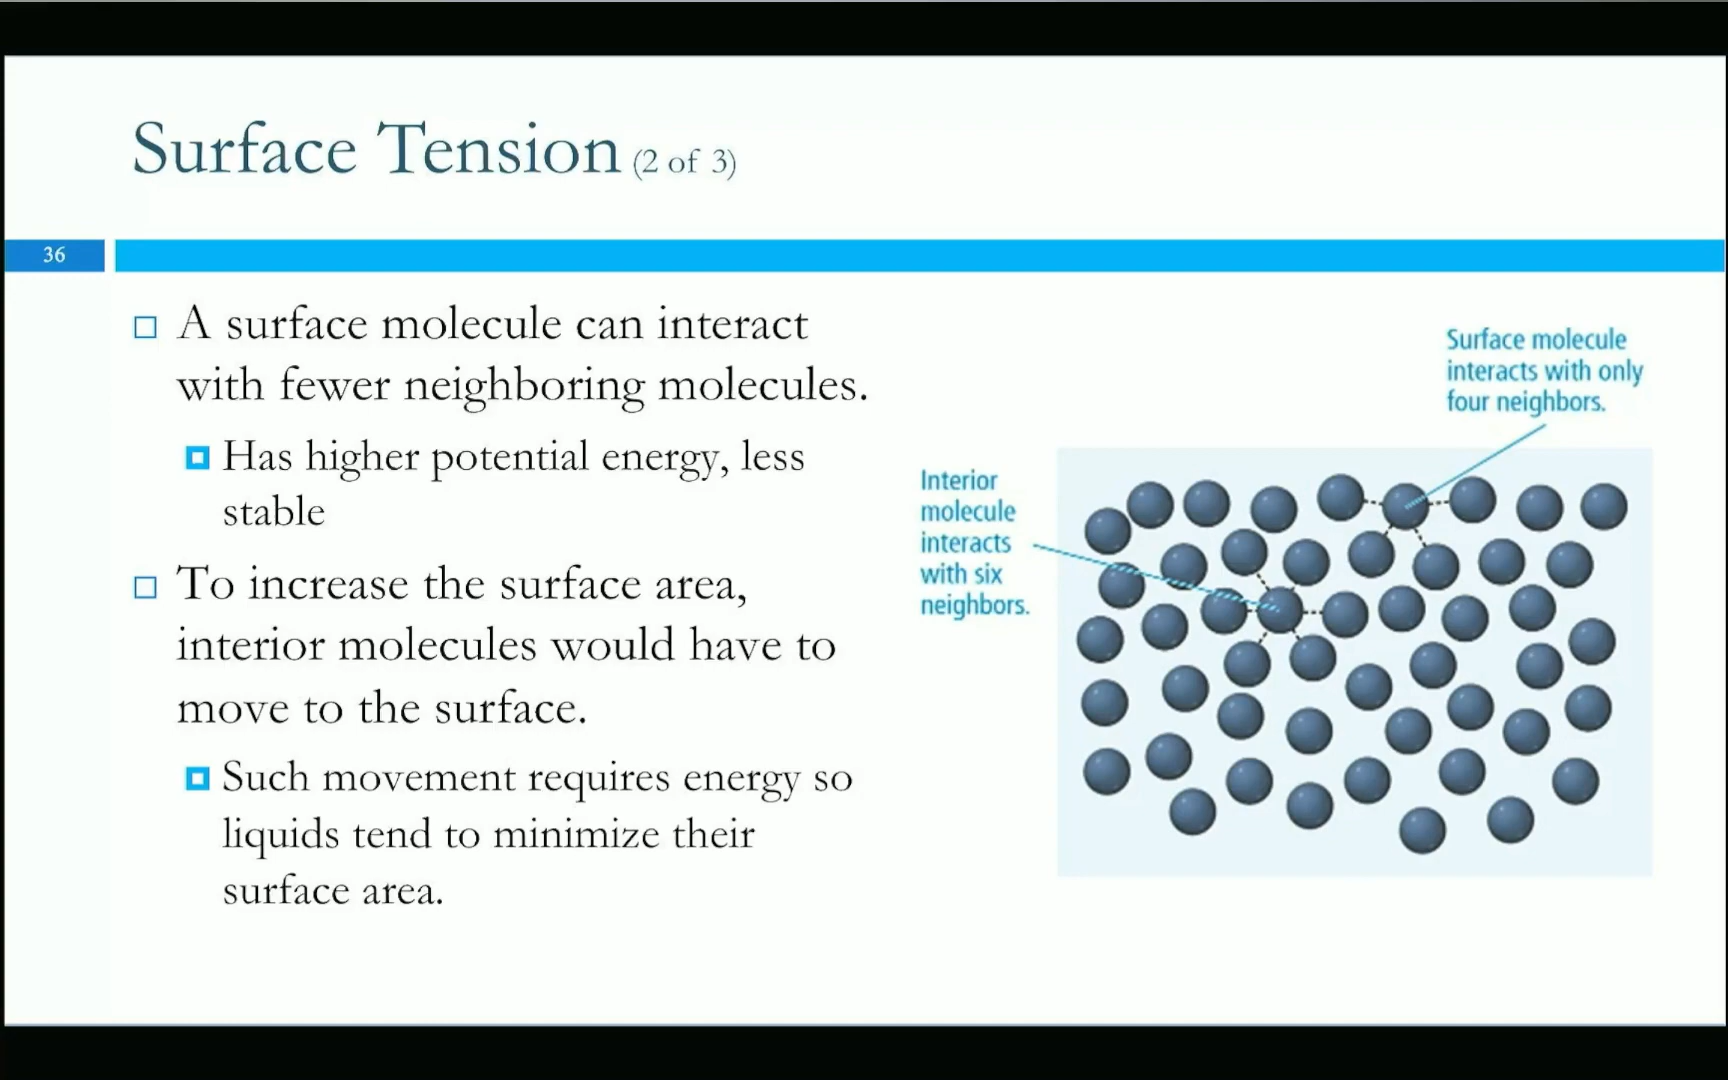 Surface Tension (2 of 3)
36
□ A surface molecule can interact
with fewer neighboring molecules.
Has higher potential energy, less
stable
□ To increase the surface area,
interior molecules would have to
move to the surface.
Such movement requires energy so
liquids tend to minimize their
surface area.
Surface molecule
interacts with only
four neighbors.
Interior
molecule
interacts
with six
neighbors.